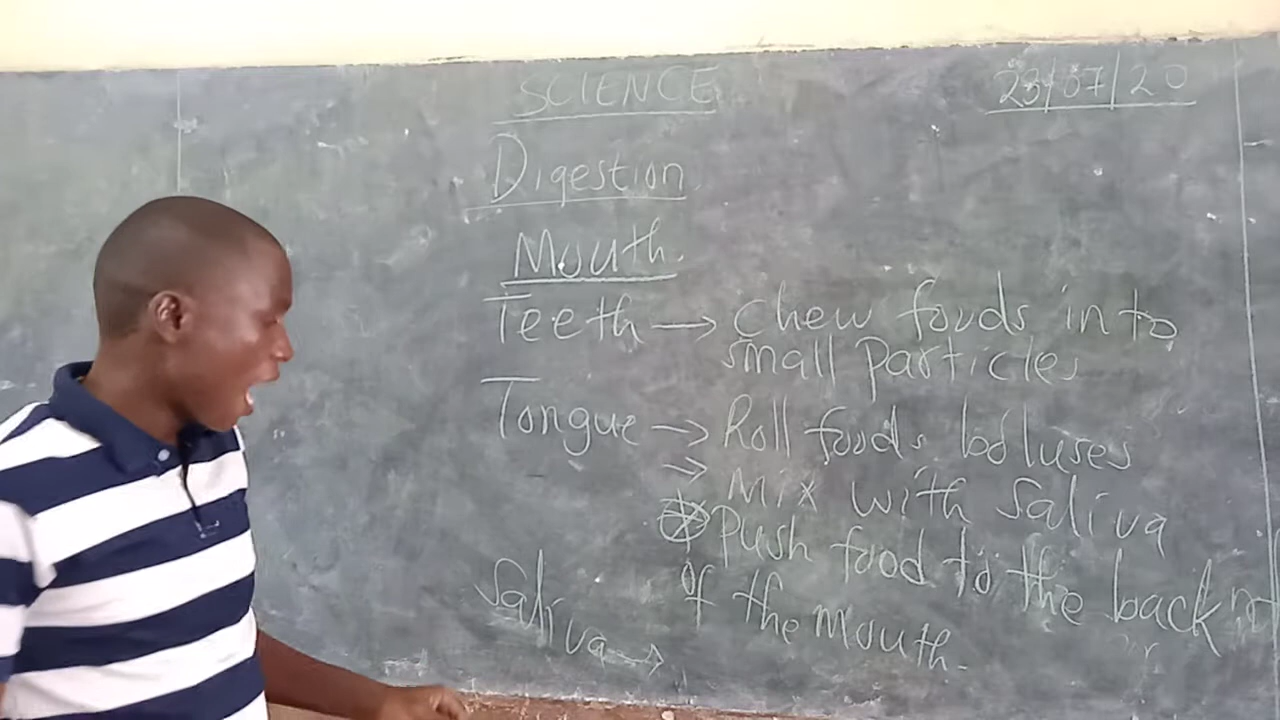 SCIENCE
23/07/20
Digestion
Mouth.
Teeth → Chew foods into
small particles
Tongue → Roll foods boluses
→ Mix with Saliva
Push food to the back
of the mouth.
Saliva →